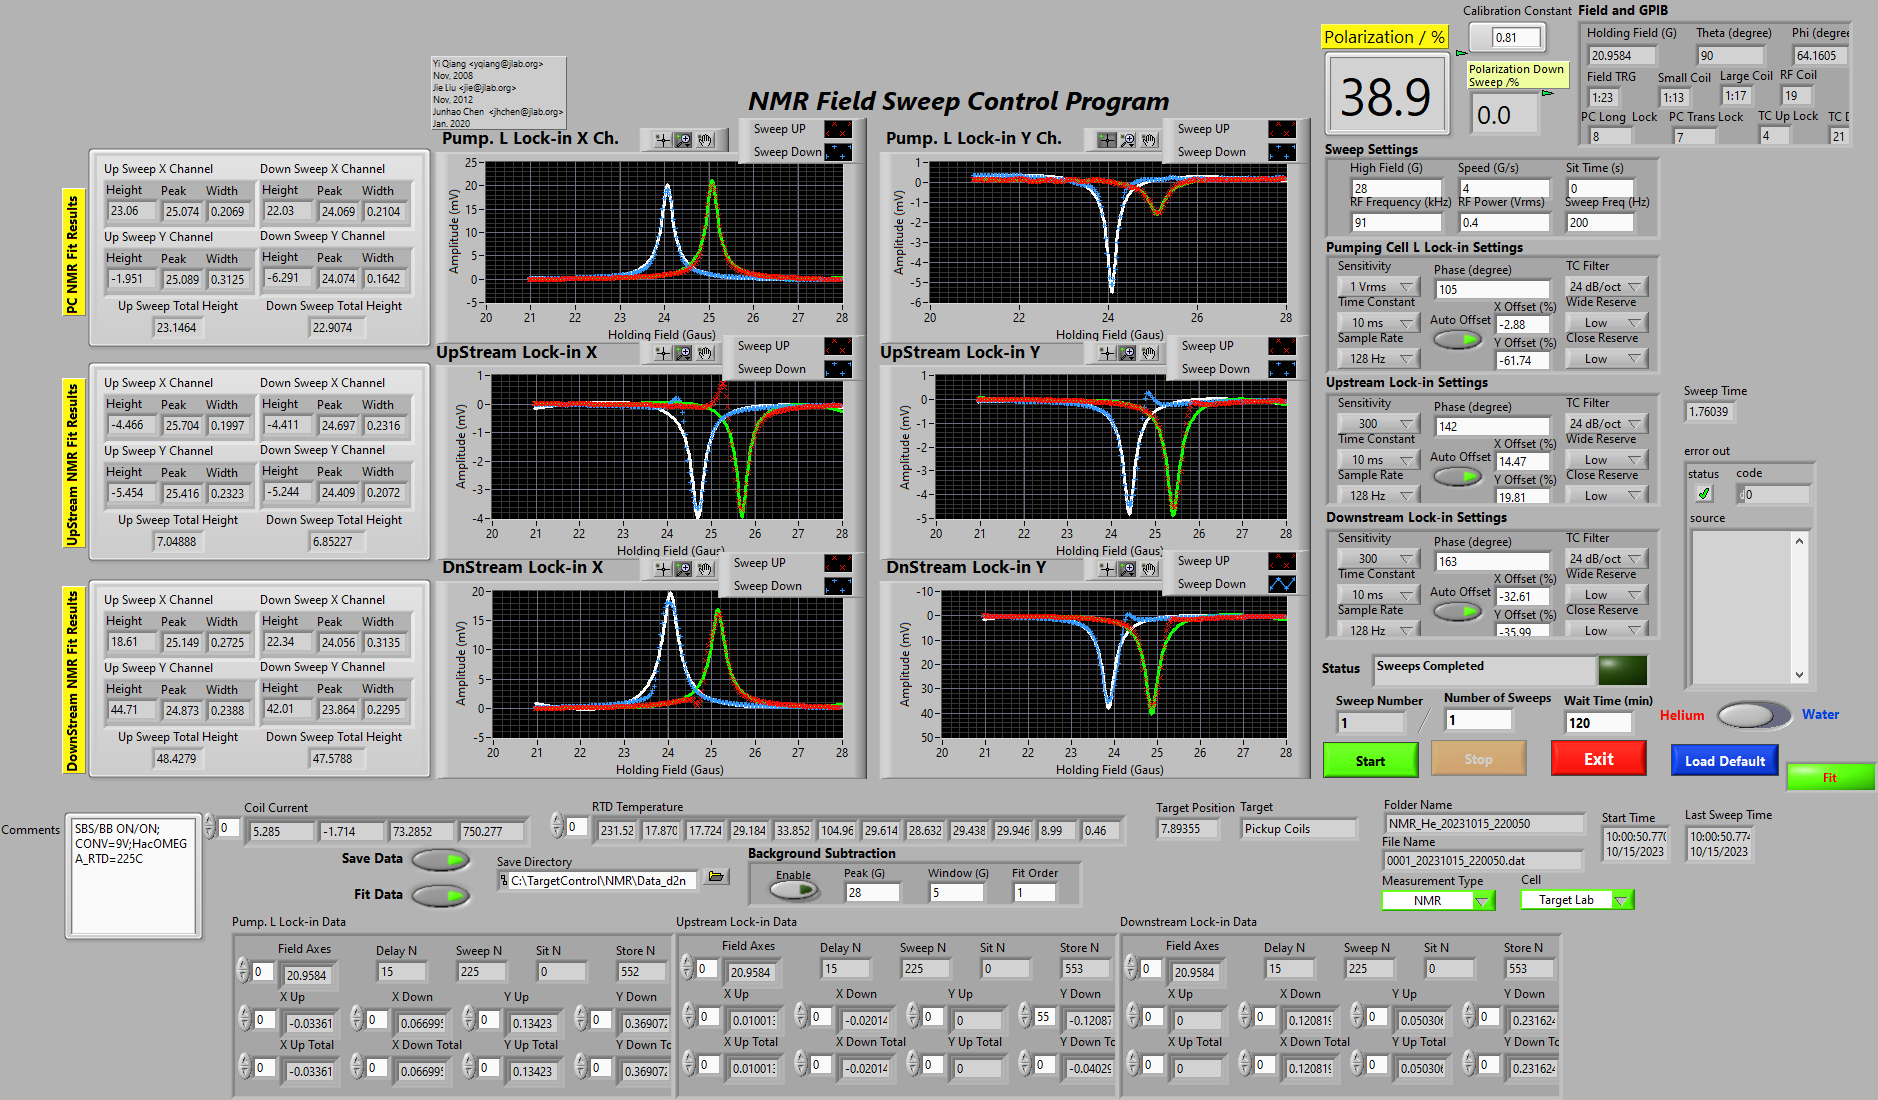 Yi Qiang <yqiang@jlab.org>
Nov, 2008
Jie Liu <jie@jlab.org>
Nov, 2012
Junhao Chen <jhchen@jlab.org>
Jan. 2020
NMR Field Sweep Control Program
Polarization / %
38.9
Calibration Constant
0.81
Polarization Down
Sweep /%
0.0
Field and GPIB
Holding Field (G) Theta (degree) Phi (degree
20.9584 90 64.1605
Field TRG Small Coil Large Coil RF Coil
1:23 1:13 1:17 19
PC Long Lock PC Trans Lock TC Up Lock TC D
8 7 4 21
PC NMR Fit Results
Up Sweep X Channel Down Sweep X Channel
Height Peak Width Height Peak Width
23.06 25.074 0.2069 22.03 24.069 0.2104
Up Sweep Y Channel Down Sweep Y Channel
Height Peak Width Height Peak Width
-1.951 25.089 0.3125 -6.291 24.074 0.1642
Up Sweep Total Height Down Sweep Total Height
23.1464 22.9074
UpStream NMR Fit Results
Up Sweep X Channel Down Sweep X Channel
Height Peak Width Height Peak Width
-4.466 25.704 0.1997 -4.411 24.697 0.2316
Up Sweep Y Channel Down Sweep Y Channel
Height Peak Width Height Peak Width
-5.454 25.416 0.2323 -5.244 24.409 0.2072
Up Sweep Total Height Down Sweep Total Height
7.04888 6.85227
DownStream NMR Fit Results
Up Sweep X Channel Down Sweep X Channel
Height Peak Width Height Peak Width
18.61 25.149 0.2725 22.34 24.056 0.3135
Up Sweep Y Channel Down Sweep Y Channel
Height Peak Width Height Peak Width
44.71 24.873 0.2388 42.01 23.864 0.2295
Up Sweep Total Height Down Sweep Total Height
48.4279 47.5788
Pump. L Lock-in X Ch.
Sweep UP
Sweep Down
Amplitude (mV)
25
20
15
10
5
0
-5
20 21 22 23 24 25 26 27 28
Holding Field (Gaus)
Pump. L Lock-in Y Ch.
Sweep UP
Sweep Down
Amplitude (mV)
1
0
-1
-2
-3
-4
-5
-6
20 22 24 26 28
Holding Field (Gaus)
UpStream Lock-in X
Sweep UP
Sweep Down
Amplitude (mV)
1
0
-1
-2
-3
-4
20 21 22 23 24 25 26 27 28
Holding Field (Gaus)
UpStream Lock-in Y
Sweep UP
Sweep Down
Amplitude (mV)
1
0
-1
-2
-3
-4
-5
20 21 22 23 24 25 26 27 28
Holding Field (Gaus)
DnStream Lock-in X
Sweep UP
Sweep Down
Amplitude (mV)
20
15
10
5
0
-5
20 21 22 23 24 25 26 27 28
Holding Field (Gaus)
DnStream Lock-in Y
Sweep UP
Sweep Down
Amplitude (mV)
-10
0
10
20
30
40
50
20 21 22 23 24 25 26 27 28
Holding Field (Gaus)
Sweep Settings
High Field (G) Speed (G/s) Sit Time (s)
28 4 0
RF Frequency (kHz) RF Power (Vrms) Sweep Freq (Hz)
91 0.4 200
Pumping Cell L Lock-in Settings
Sensitivity Phase (degree) TC Filter
1 Vrms 105 24 dB/oct
Time Constant X Offset (%) Wide Reserve
10 ms Auto Offset -2.88 Low
Sample Rate Y Offset (%) Close Reserve
128 Hz -61.74 Low
Upstream Lock-in Settings
Sensitivity Phase (degree) TC Filter
300 142 24 dB/oct
Time Constant X Offset (%) Wide Reserve
10 ms Auto Offset 14.47 Low
Sample Rate Y Offset (%) Close Reserve
128 Hz 19.81 Low
Downstream Lock-in Settings
Sensitivity Phase (degree) TC Filter
300 163 24 dB/oct
Time Constant X Offset (%) Wide Reserve
10 ms Auto Offset -32.61 Low
Sample Rate Y Offset (%) Close Reserve
128 Hz -35.99 Low
Sweep Time
1.76039
error out
status code
0
source
Status Sweeps Completed
Sweep Number Number of Sweeps Wait Time (min)
1 / 1 120
Helium Water
Start Stop Exit Load Default Fit
Comments
SBS/BB ON/ON;
CONV=9V;HacOMEG
A_RTD=225C
Coil Current
0 5.285 -1.714 73.2852 750.277
RTD Temperature
0 231.52 17.870 17.724 29.184 33.852 104.96 29.614 28.632 29.438 29.946 8.99 0.46
Target Position Target
7.89355 Pickup Coils
Folder Name
NMR_He_20231015_220050
File Name
0001_20231015_220050.dat
Start Time
10:00:50.770
10/15/2023
Last Sweep Time
10:00:50.774
10/15/2023
Save Data
Fit Data
Save Directory
C:\TargetControl\NMR\Data_d2n
Background Subtraction
Enable Peak (G) Window (G) Fit Order
28 5 1
Measurement Type Cell
NMR Target Lab
Pump. L Lock-in Data
Field Axes Delay N Sweep N Sit N Store N
0 20.9584 15 225 0 552
X Up X Down Y Up Y Down
0 -0.03361 0 0.06699 0 0.13423 0 0.369072
X Up Total X Down Total Y Up Total Y Down To
0 -0.03361 0 0.06699 0 0.13423 0 0.369072
Upstream Lock-in Data
Field Axes Delay N Sweep N Sit N Store N
0 20.9584 15 225 0 553
X Up X Down Y Up Y Down
0 0.010013 0 -0.02014 0 0 55 -0.12087
X Up Total X Down Total Y Up Total Y Down To
0 0.010013 0 -0.02014 0 0 0 -0.04029
Downstream Lock-in Data
Field Axes Delay N Sweep N Sit N Store N
0 20.9584 15 225 0 553
X Up X Down Y Up Y Down
0 0 0 0.120819 0 0.050306 0 0.231624
X Up Total X Down Total Y Up Total Y Down To
0 0 0 0.120819 0 0.050306 0 0.231624